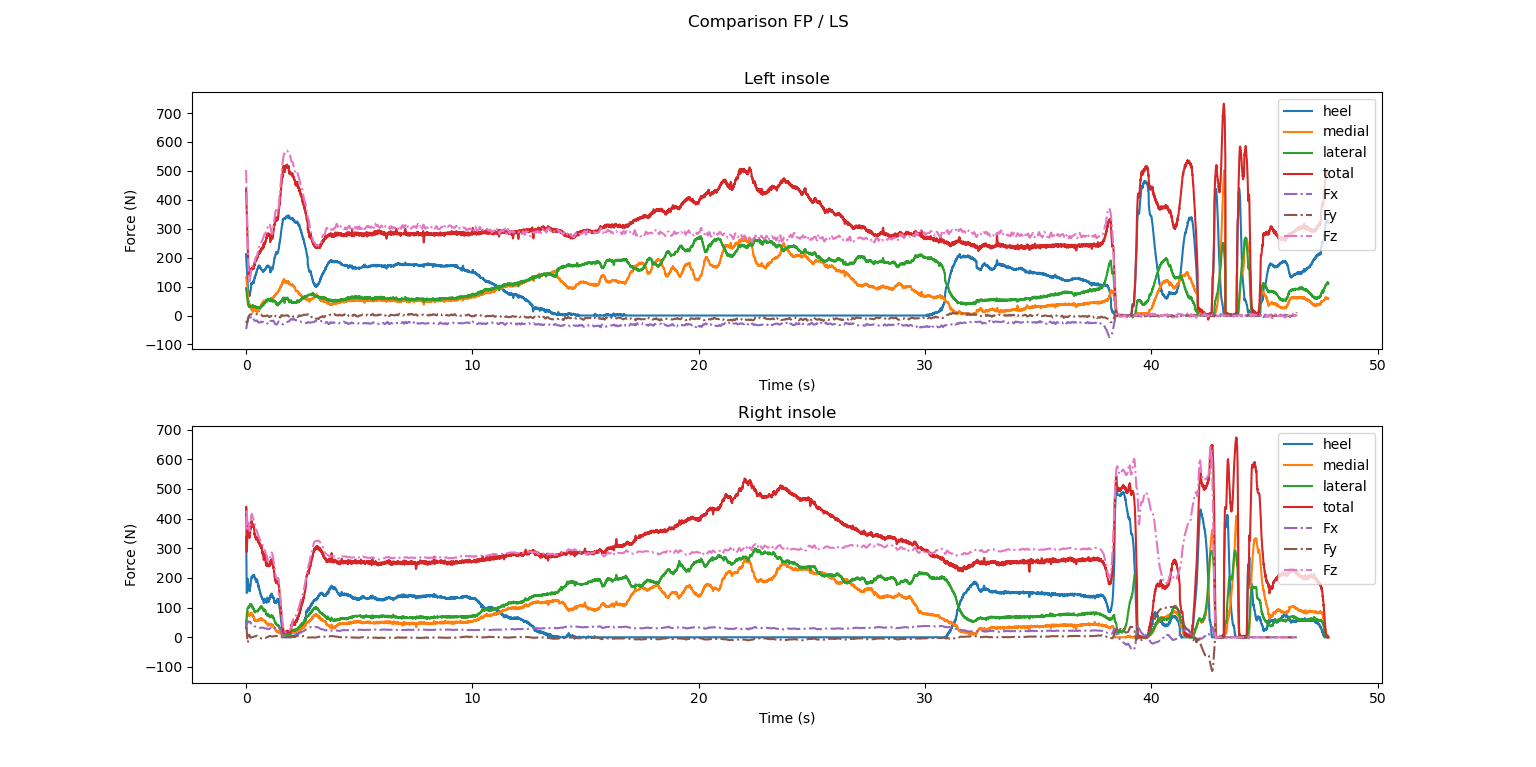 Comparison FP / LS
Left insole
700
600
500
400
300
200
100
0
−100
Force (N)
heel
medial
lateral
total
Fx
Fy
Fz
0
10
20
30
40
50
Time (s)
Right insole
700
600
500
400
300
200
100
0
−100
Force (N)
heel
medial
lateral
total
Fx
Fy
Fz
0
10
20
30
40
50
Time (s)